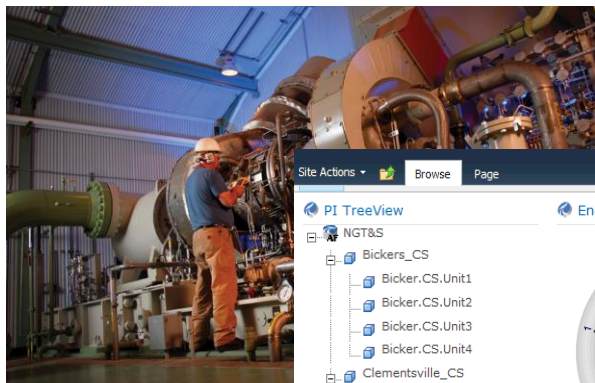 Site Actions
Browse
Page
PI TreeView
En
AF
NGT&S
Bickers_CS
Bicker.CS.Unit1
Bicker.CS.Unit2
Bicker.CS.Unit3
Bicker.CS.Unit4
Clementsville_CS